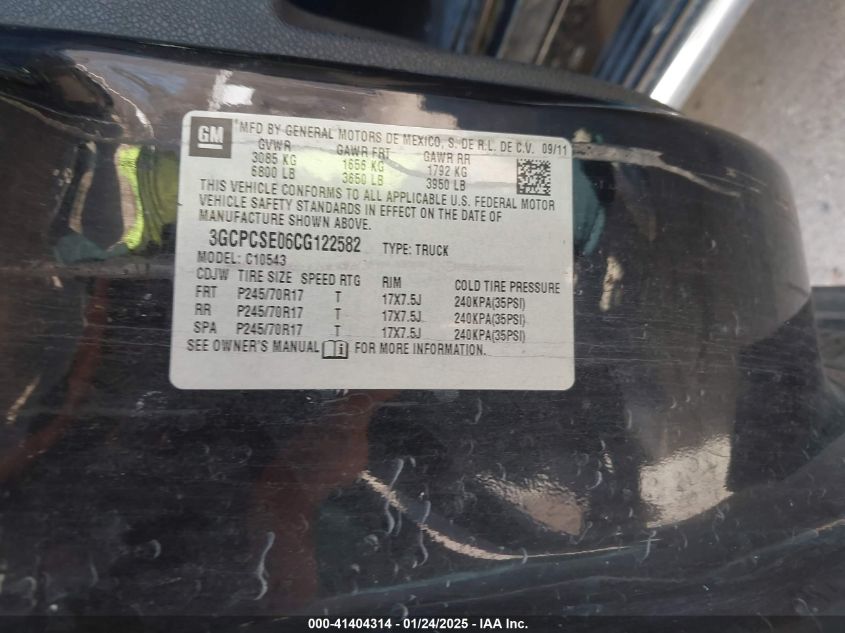 GM
®MFD BY GENERAL MOTORS DE MEXICO, S. DE R.L. DE C.V. 09/11
GVWR GAWR FRT GAWR RR
3085 KG 1656 KG 1792 KG
6800 LB 3650 LB 3950 LB
THIS VEHICLE CONFORMS TO ALL APPLICABLE U.S. FEDERAL MOTOR
VEHICLE SAFETY STANDARDS IN EFFECT ON THE DATE OF
MANUFACTURE SHOWN ABOVE.
3GCPCSE06CG122582 TYPE: TRUCK
MODEL: C10543
CDJW TIRE SIZE SPEED RTG RIM COLD TIRE PRESSURE
FRT P245/70R17 T 17X7.5J 240KPA(35PSI)
RR P245/70R17 T 17X7.5J 240KPA(35PSI)
SPA P245/70R17 T 17X7.5J 240KPA(35PSI)
SEE OWNER'S MANUAL FOR MORE INFORMATION.
000-41404314 - 01/24/2025 - IAA Inc.